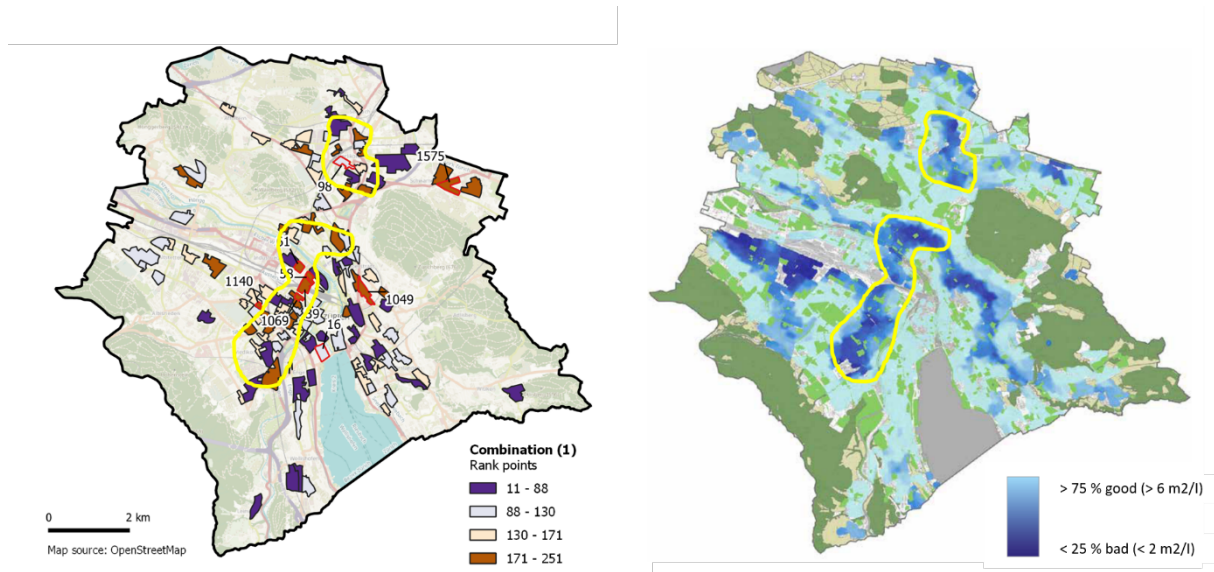 1575
98
51
58
1140
1049
1069
39
16
Combination (1)
Rank points
11 - 88
88 - 130
130 - 171
171 - 251
0 2 km
Map source: OpenStreetMap
> 75 % good (> 6 m2/I)
< 25 % bad (< 2 m2/I)